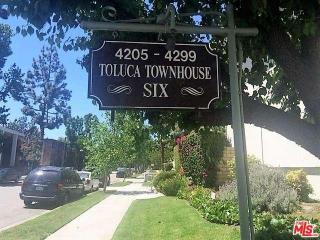 4205 - 4299
TOLUCA TOWNHOUSE
SIX
MLS